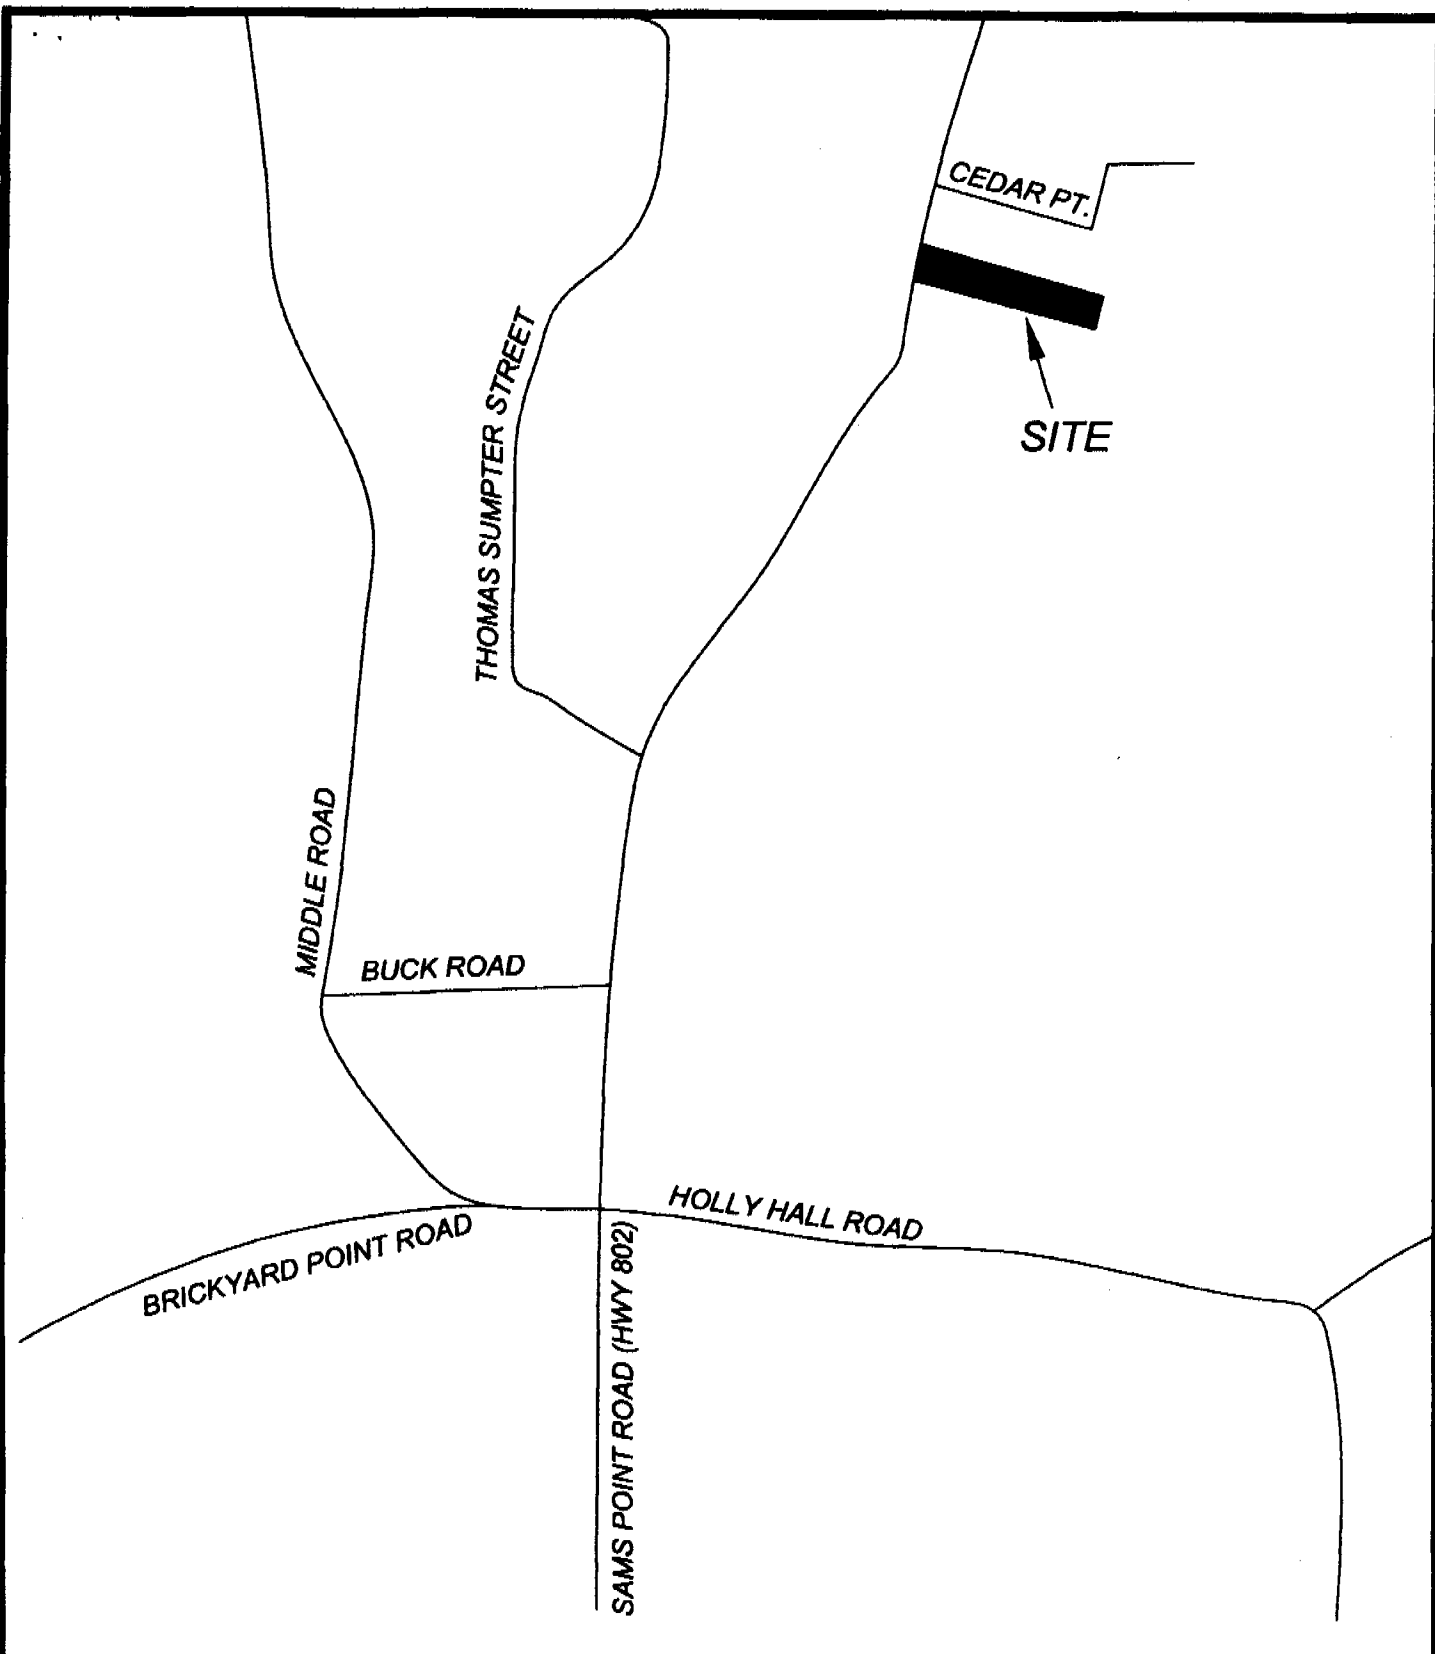 CEDAR PT.
SITE
THOMAS SUMPTER STREET
MIDDLE ROAD
BUCK ROAD
HOLLY HALL ROAD
BRICKYARD POINT ROAD
SAMS POINT ROAD (HWY 802)